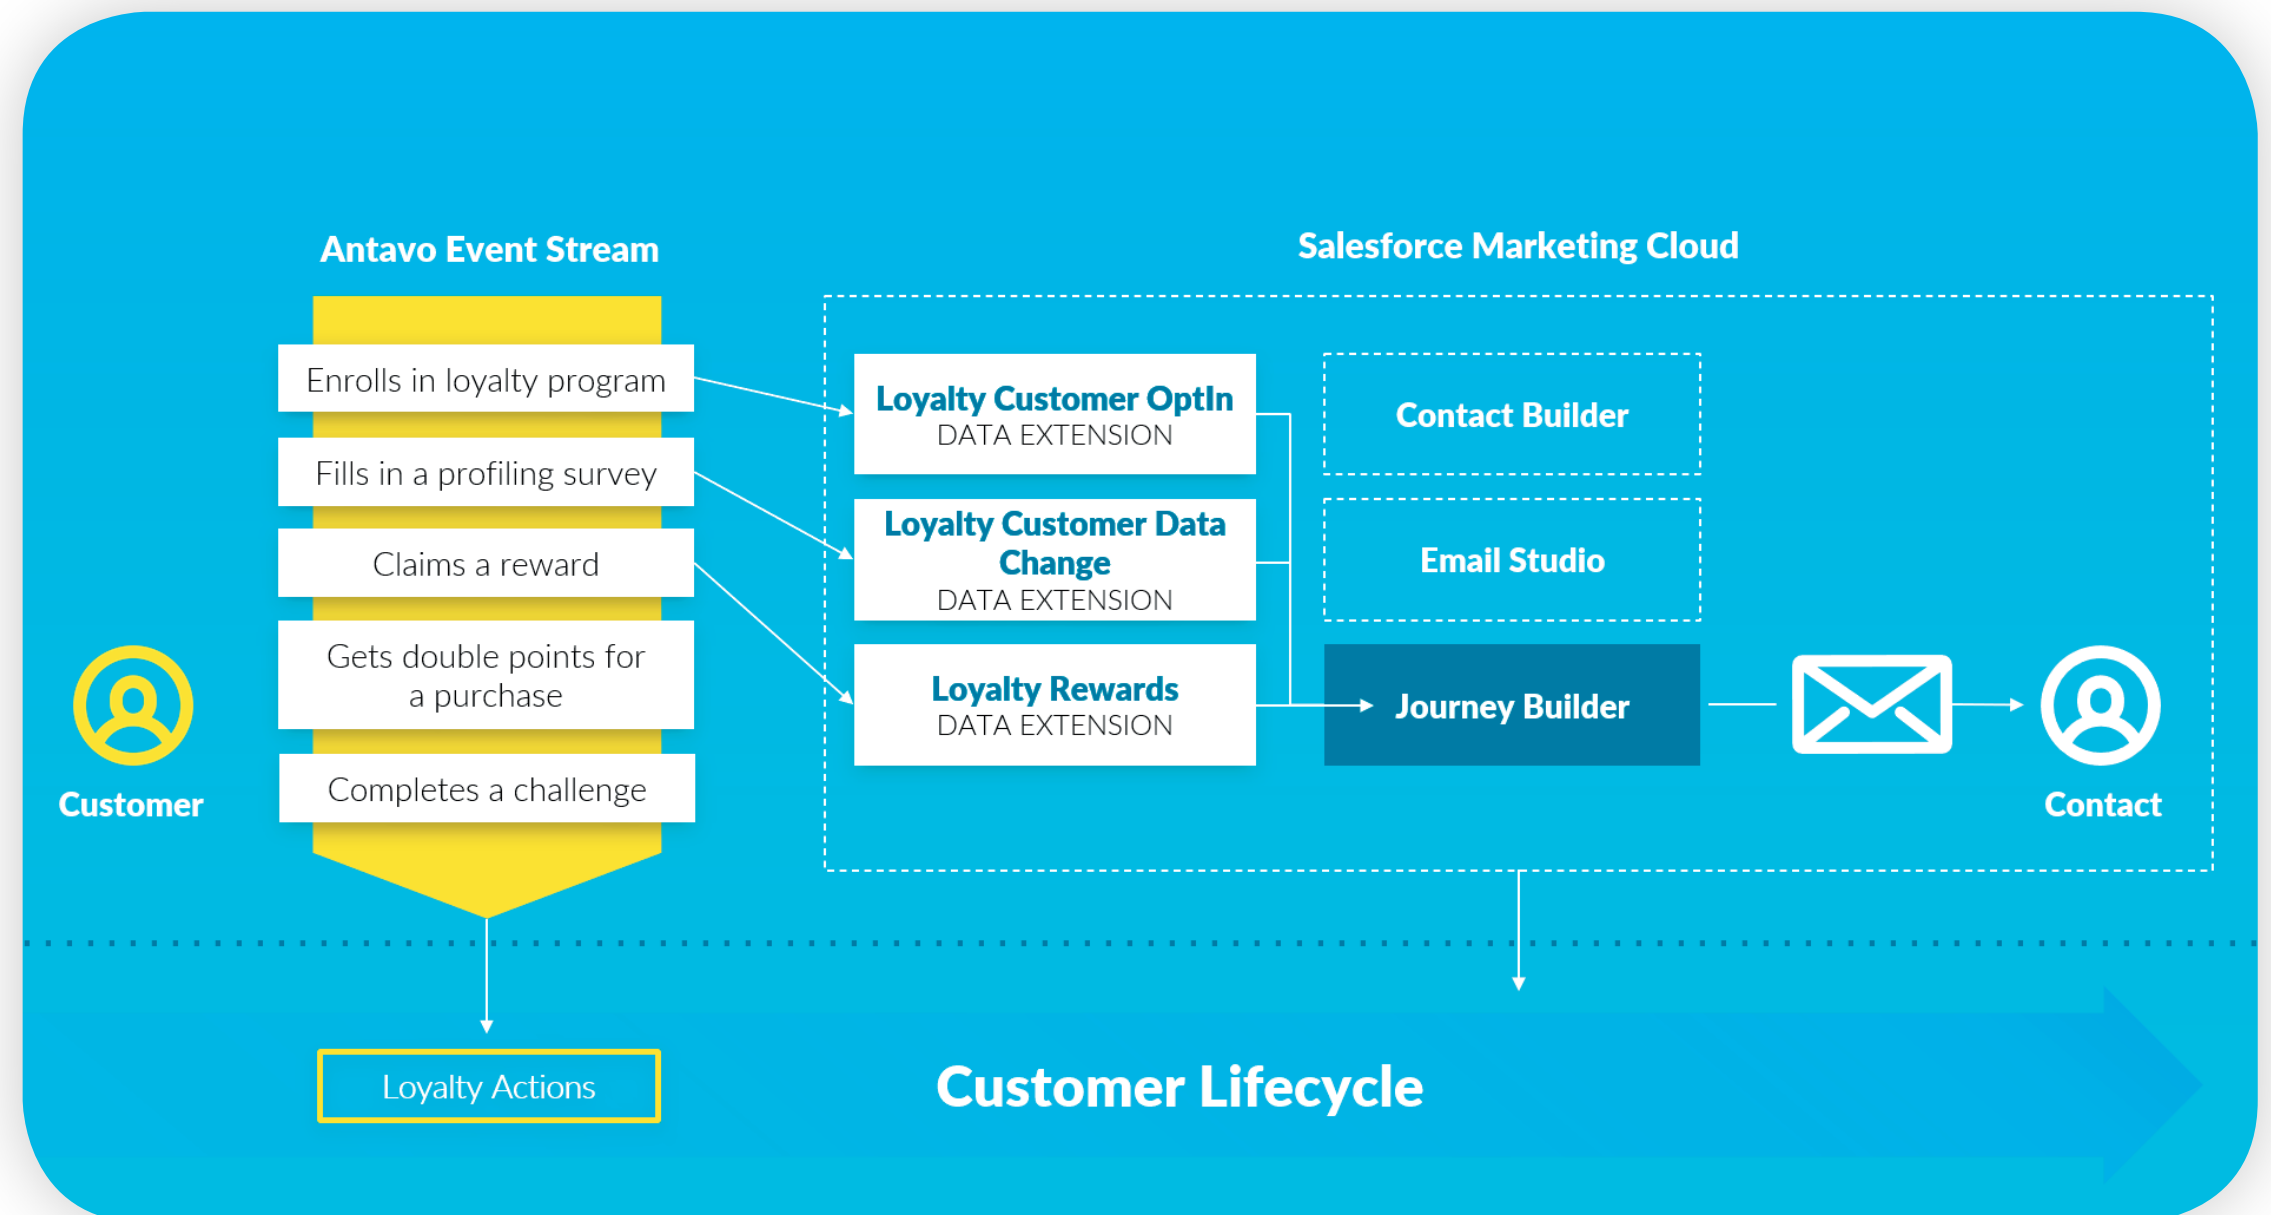 Antavo Event Stream
Salesforce Marketing Cloud
Enrolls in loyalty program
Fills in a profiling survey
Claims a reward
Gets double points for
a purchase
Completes a challenge
Customer
Loyalty Customer OptIn
DATA EXTENSION
Loyalty Customer Data
Change
DATA EXTENSION
Loyalty Rewards
DATA EXTENSION
Contact Builder
Email Studio
Journey Builder
Contact
Loyalty Actions
Customer Lifecycle